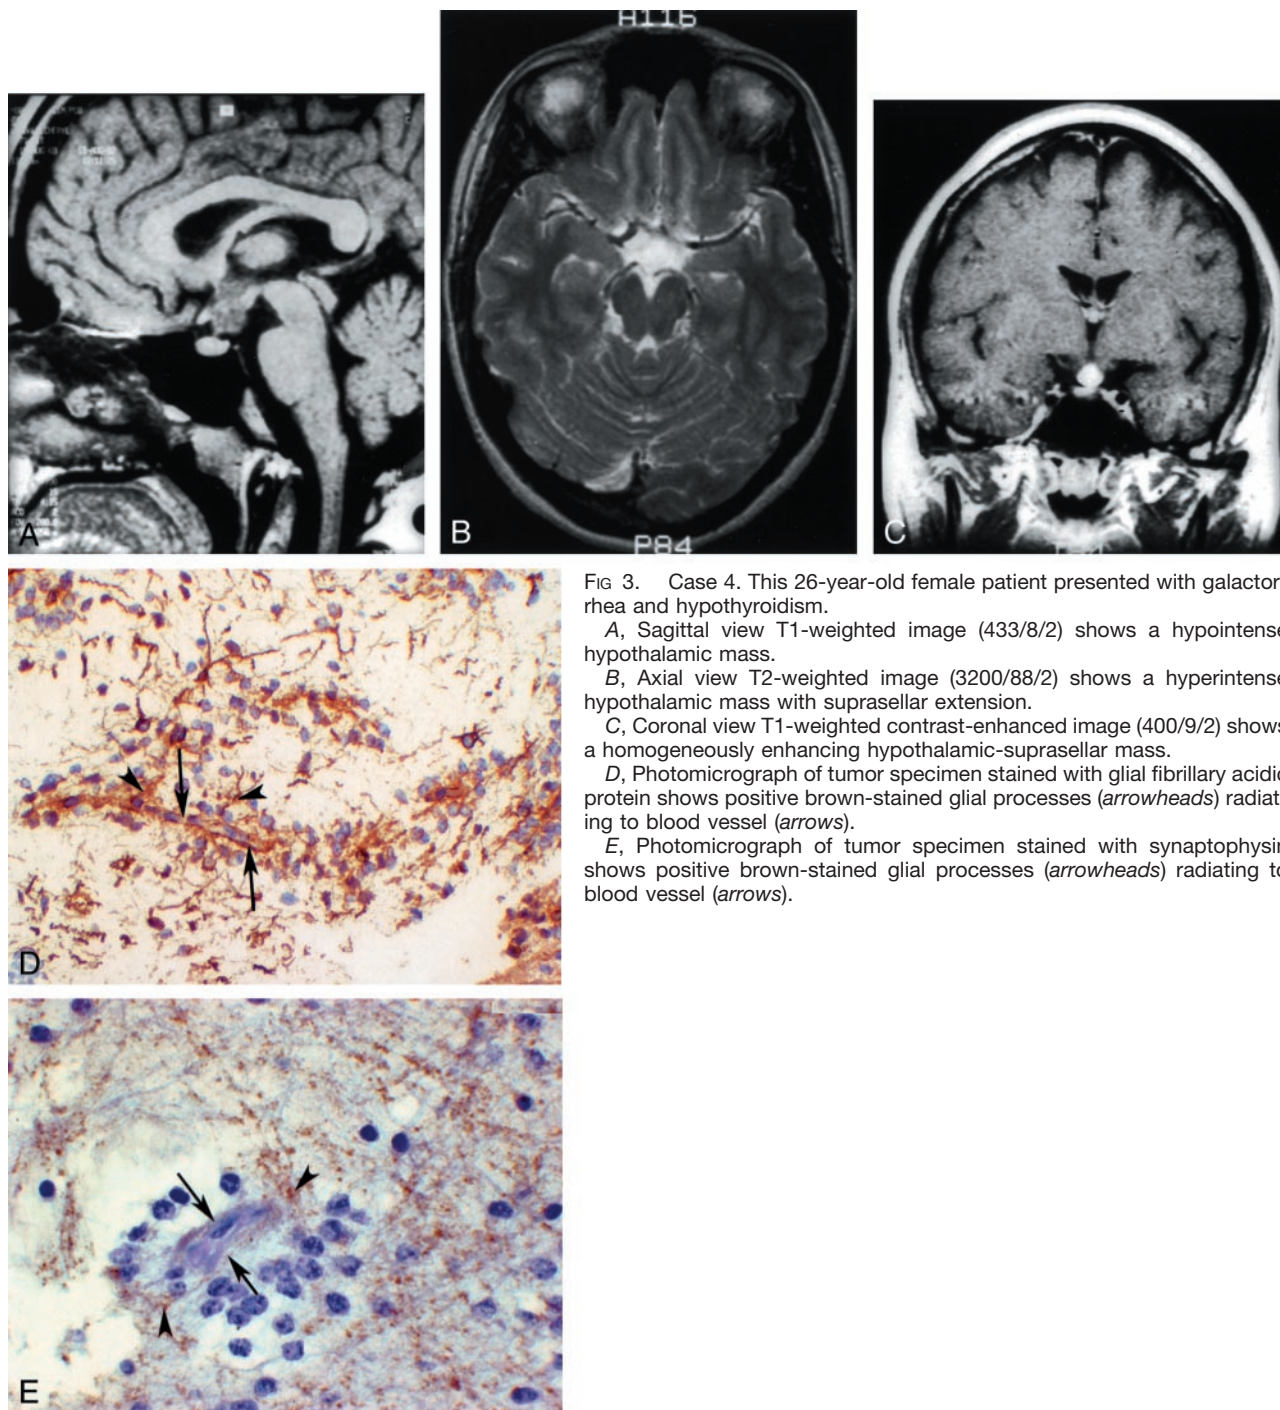 A116
A
B
P84
C
D
FIG 3. Case 4. This 26-year-old female patient presented with galactor
rhea and hypothyroidism.
A, Sagittal view T1-weighted image (433/8/2) shows a hypointense
hypothalamic mass.
B, Axial view T2-weighted image (3200/88/2) shows a hyperintense
hypothalamic mass with suprasellar extension.
C, Coronal view T1-weighted contrast-enhanced image (400/9/2) shows
a homogeneously enhancing hypothalamic-suprasellar mass.
D, Photomicrograph of tumor specimen stained with glial fibrillary acidic
protein shows positive brown-stained glial processes (arrowheads) radiat
ing to blood vessel (arrows).
E, Photomicrograph of tumor specimen stained with synaptophysin
shows positive brown-stained glial processes (arrowheads) radiating to
blood vessel (arrows).
E